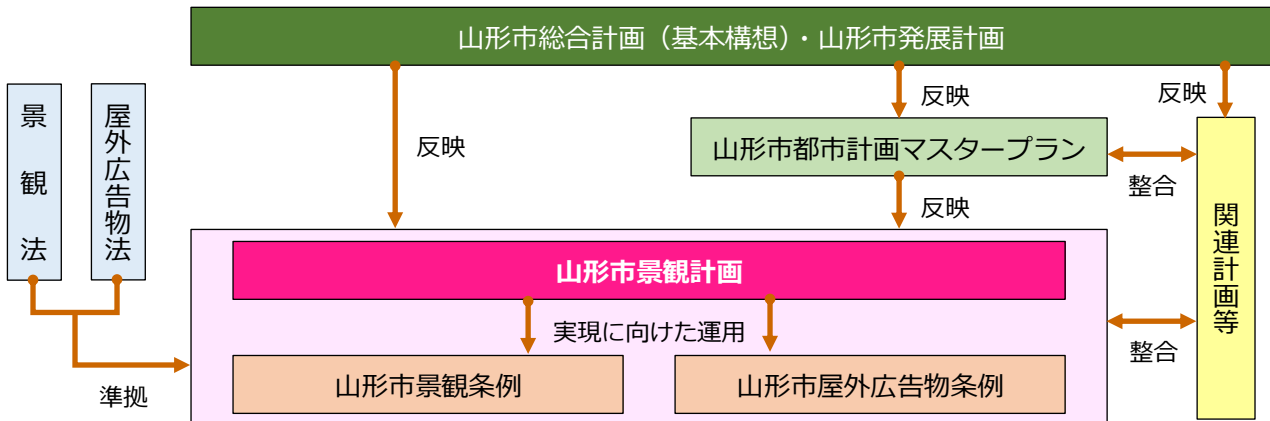 山形市総合計画（基本構想）・山形市発展計画
景観法
屋外広告物法
反映
反映
反映
山形市都市計画マスタープラン
整合
反映
関連計画等
山形市景観計画
実現に向けた運用
整合
準拠
山形市景観条例
山形市屋外広告物条例